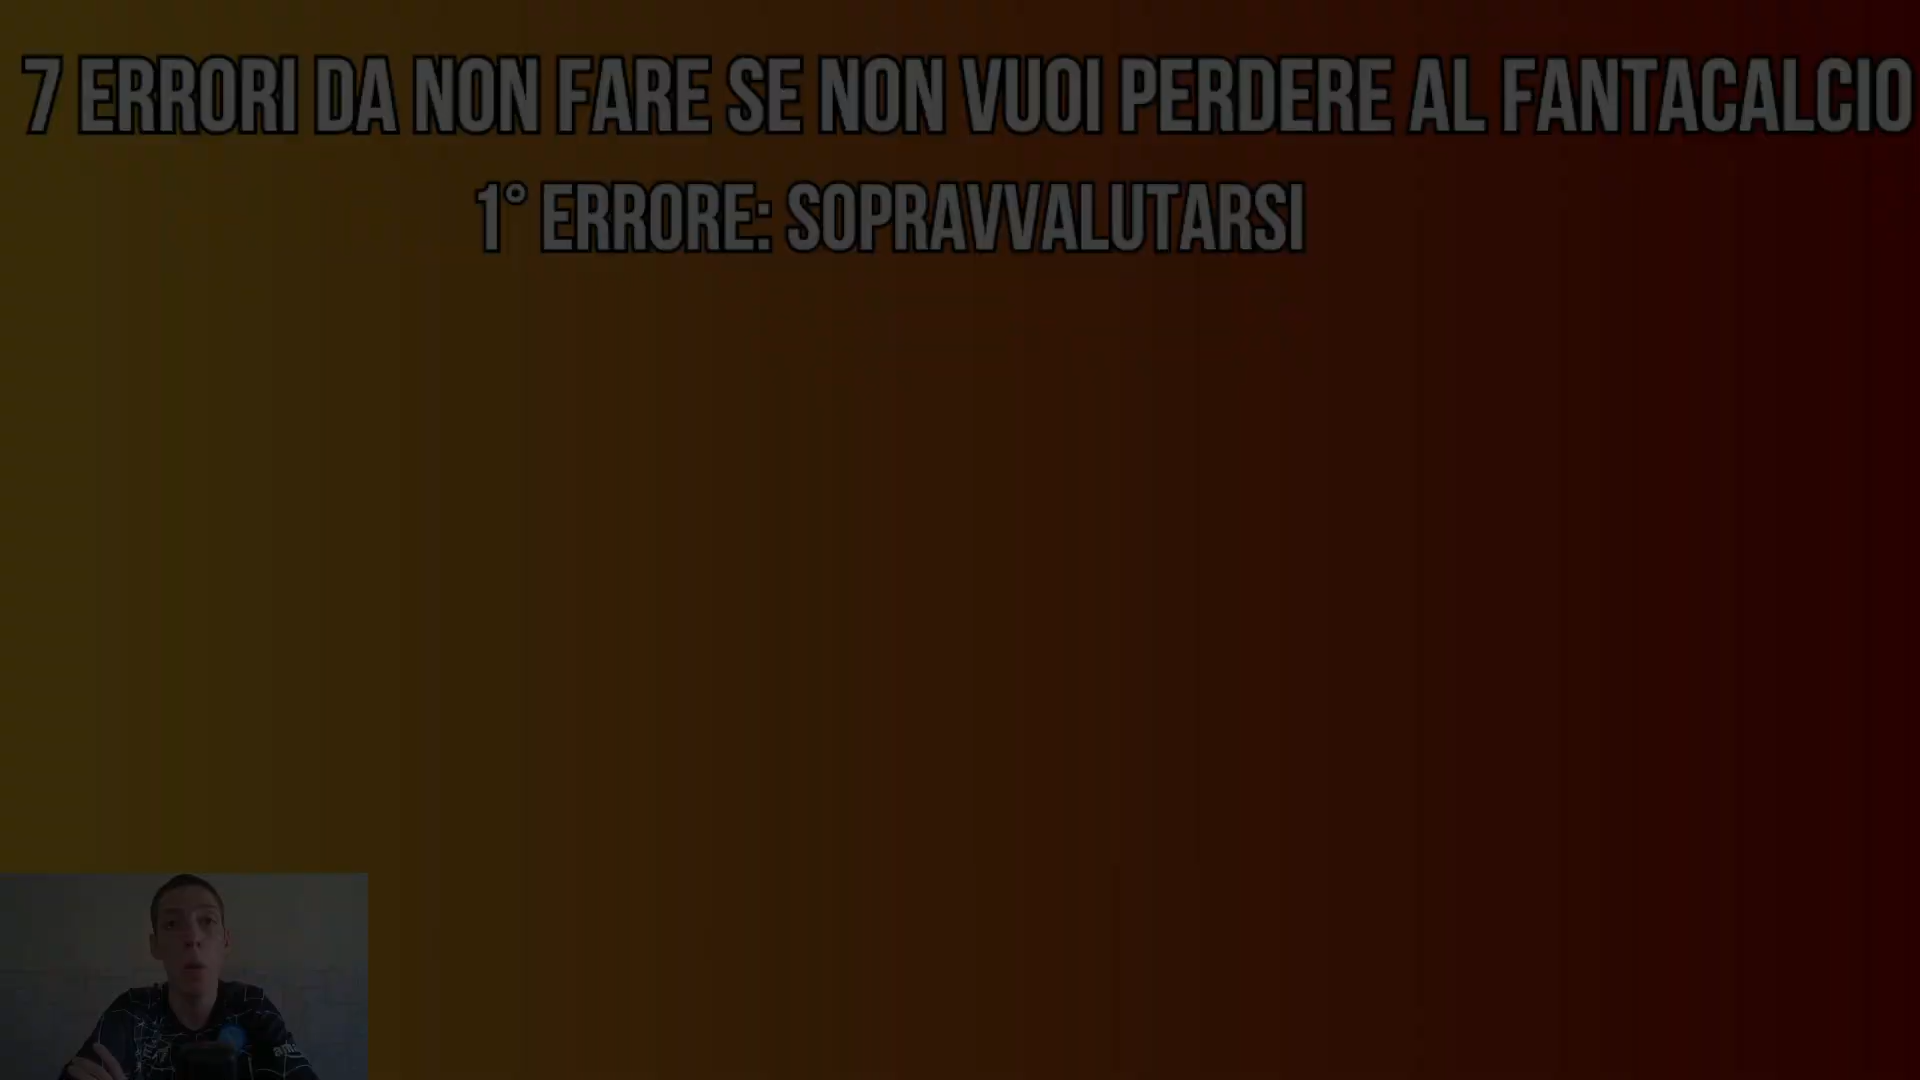 7 ERRORI DA NON FARE SE NON VUOI PERDERE AL FANTACALCIO
1° ERRORE: SOPRAVVALUTARSI